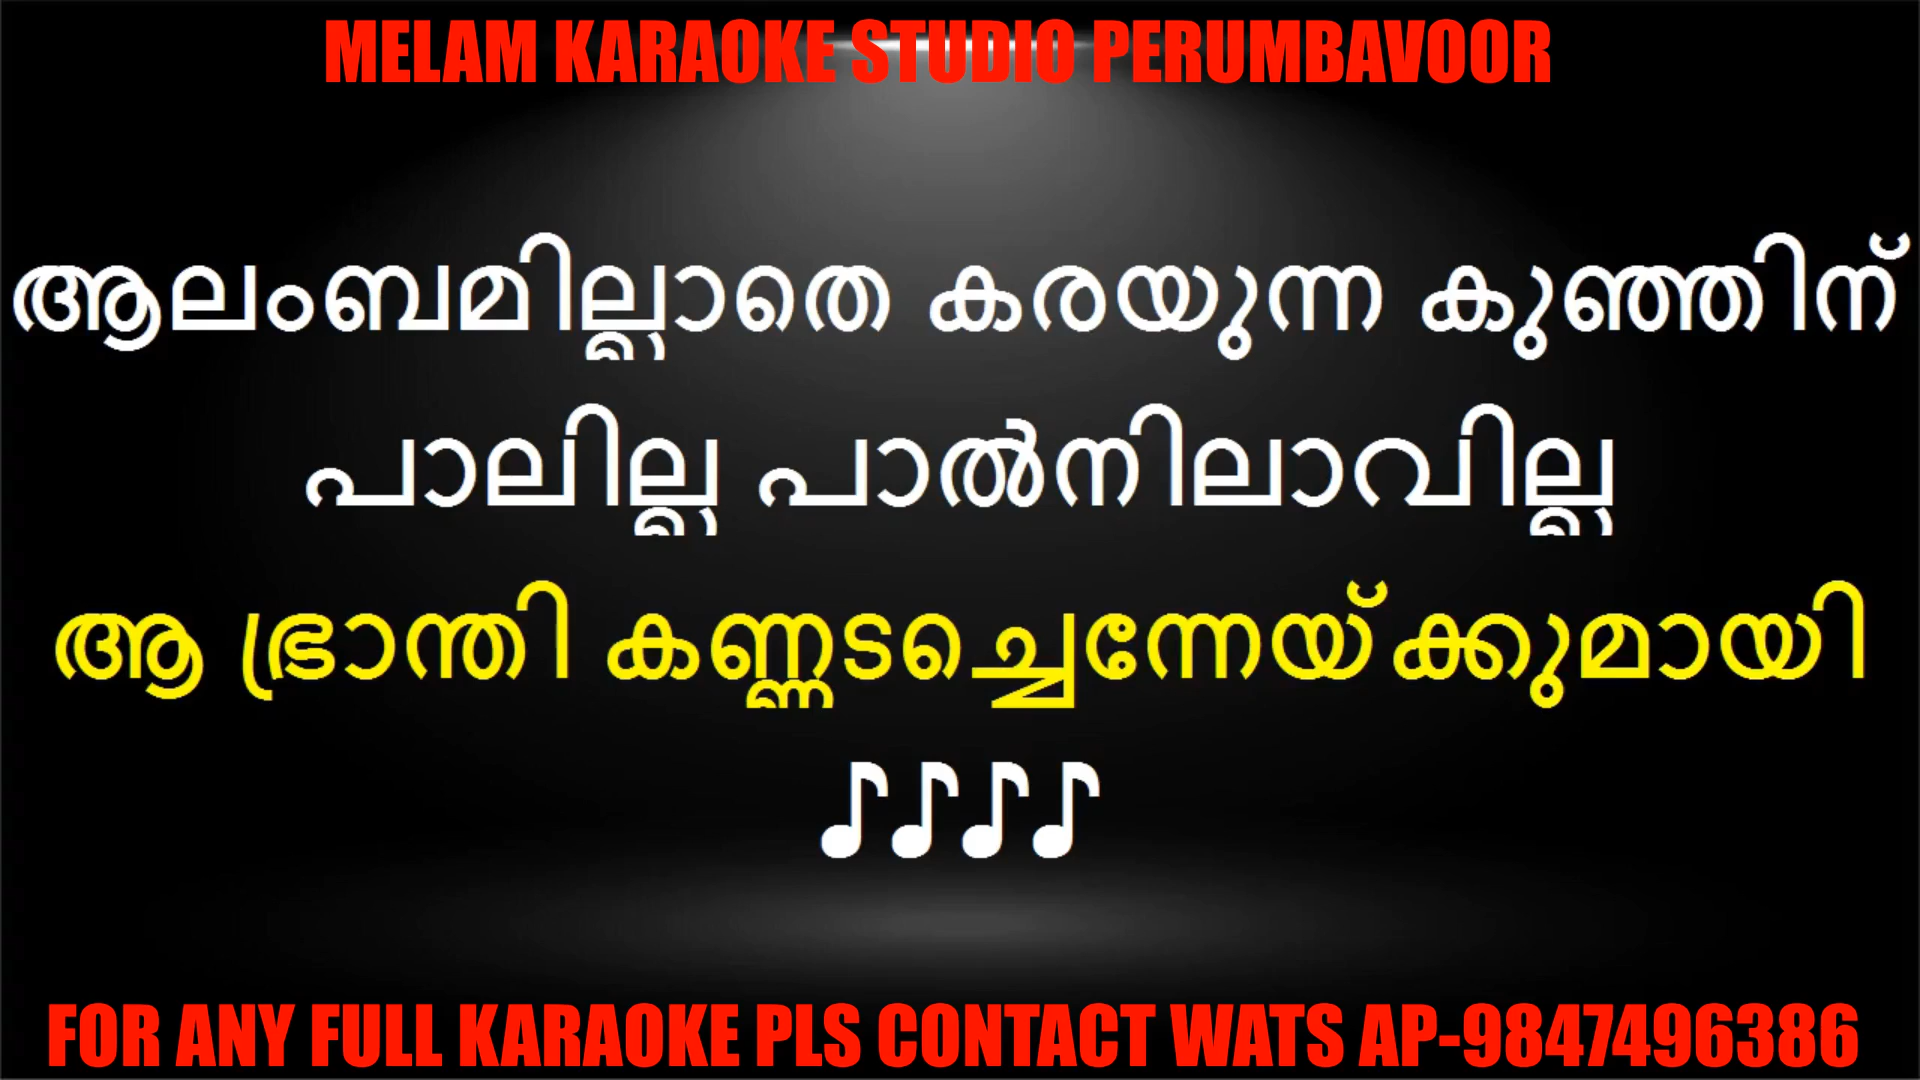 MELAM KARAOKE STUDIO PERUMBAVOOR
ആലംബമില്ലാതെ കരയുന്ന കുഞ്ഞിന്
പാലില്ല പാൽനിലാവില്ല
ആ ഭ്രാന്തി കണ്ണടച്ചെന്നേയ്ക്കുമായി
♪♪♪♪
FOR ANY FULL KARAOKE PLS CONTACT WATS AP-9847496386